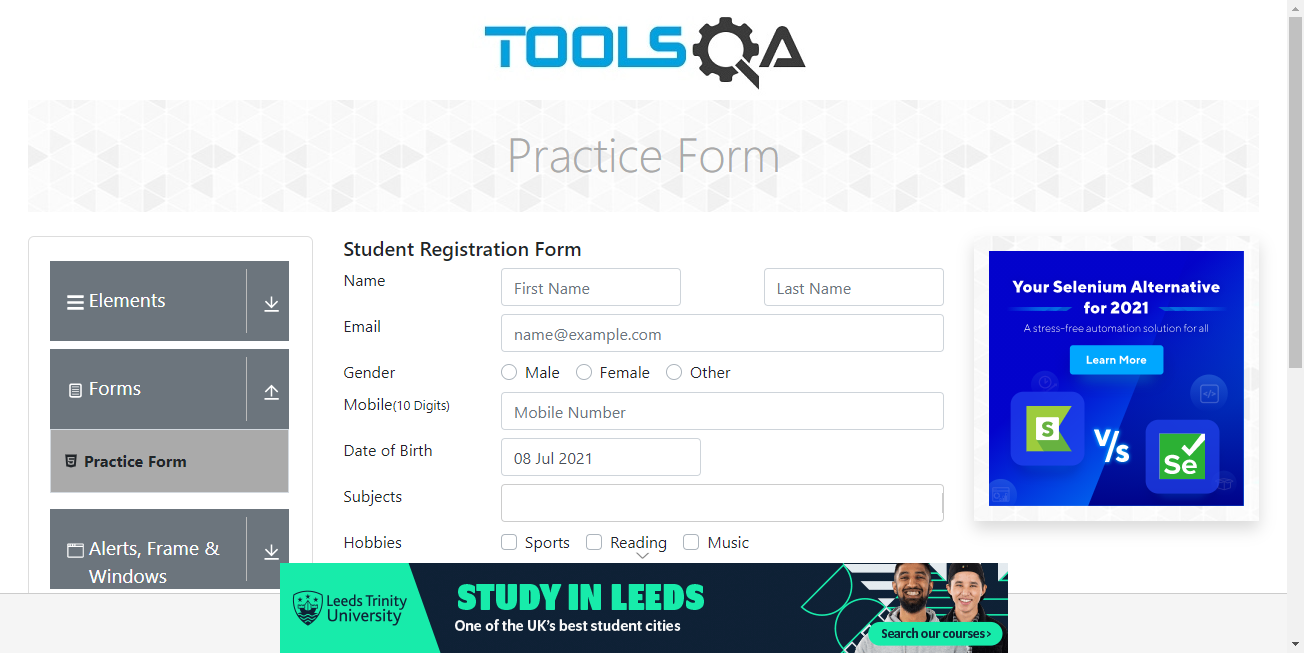 TOOLSQA
Practice Form
Elements
Forms
Practice Form
Alerts, Frame &
Windows
Student Registration Form
Name
First Name
Last Name
Email
name@example.com
Gender
Male
Female
Other
Mobile(10 Digits)
Mobile Number
Date of Birth
08 Jul 2021
Subjects
Hobbies
Sports
Reading
Music
Your Selenium Alternative
for 2021
A stress-free automation solution for all
Learn More
S
V/s
Se
Leeds Trinity
University
STUDY IN LEEDS
One of the UK's best student cities
Search our courses>